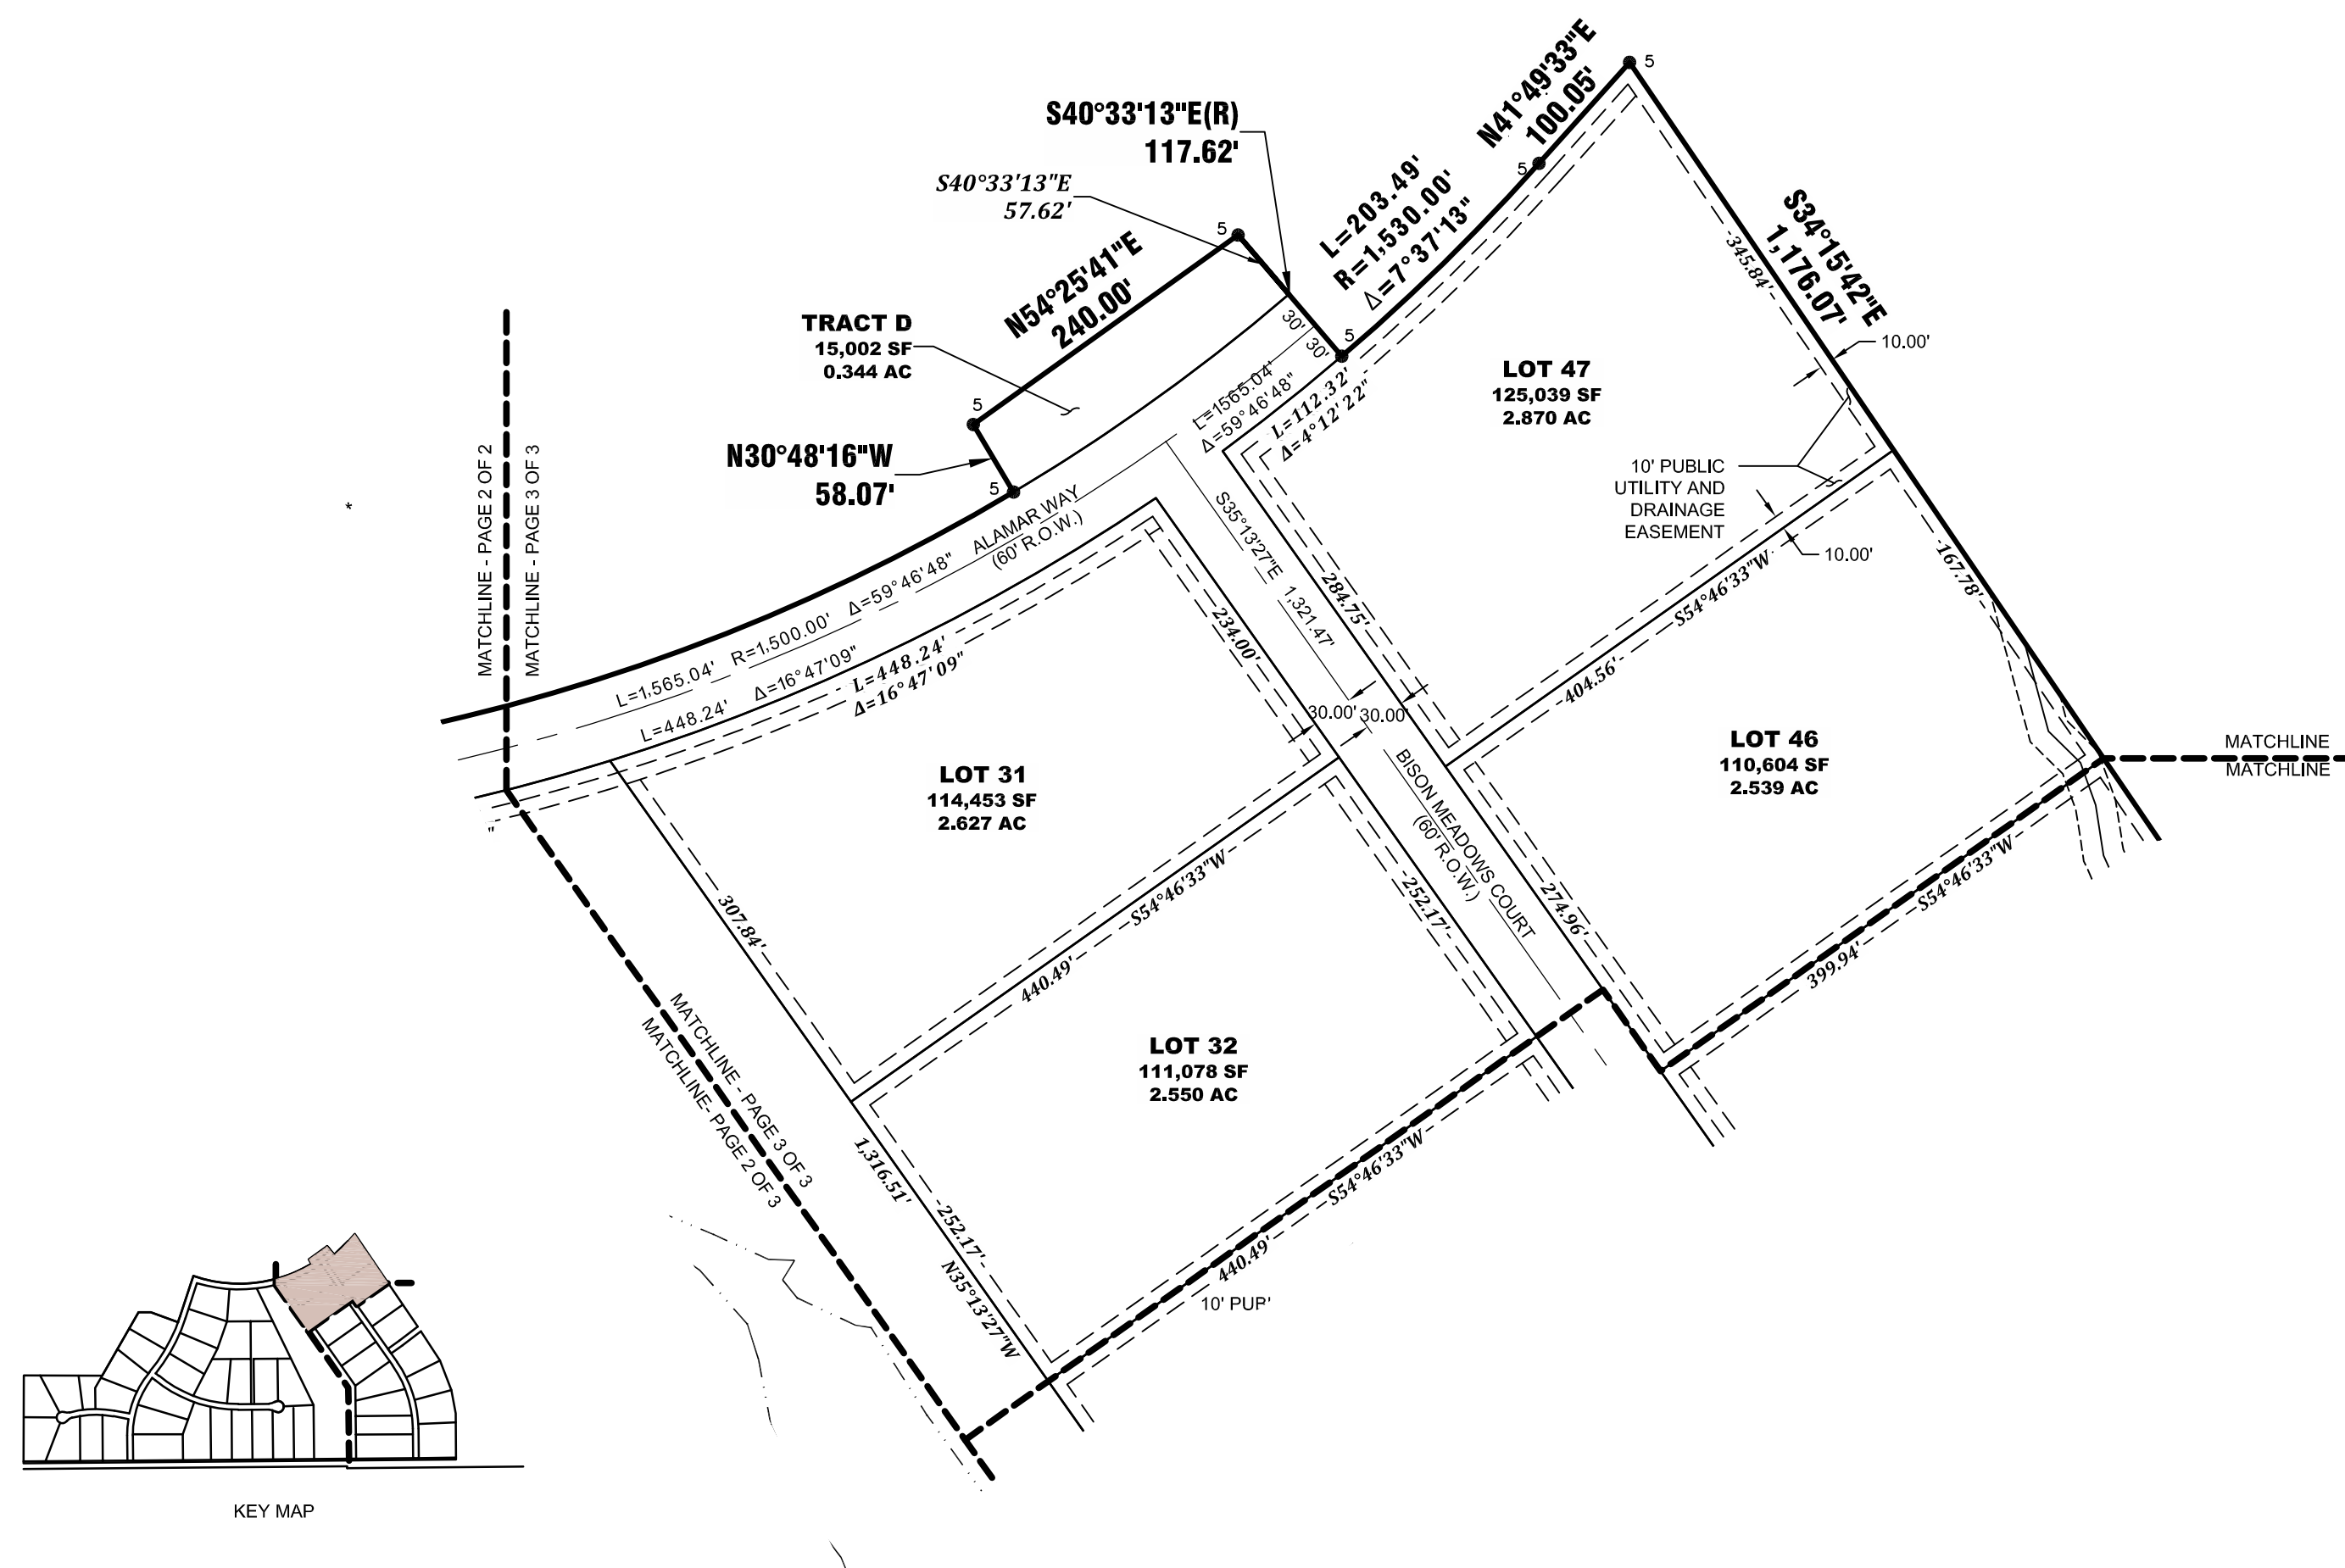 N41°49'33"E
100.05'
5
S40°33'13"E(R)
117.62'
S40°33'13"E
57.62'
L=203.49'
R=1,530.00'
Δ=7°37'13"
5
S34°15'42"E
1,176.07'
-345.84'-
5
N54°25'41"E
240.00'
TRACT D
15,002 SF
0.344 AC
30'
30'
5
10.00'
5
N30°48'16"W
58.07'
5
L=1565.04'
Δ=59°46'48"
L=112.32'
Δ=4°12'22"
LOT 47
125,039 SF
2.870 AC
10' PUBLIC
UTILITY AND
DRAINAGE
EASEMENT
10.00'
MATCHLINE - PAGE 2 OF 2
MATCHLINE - PAGE 3 OF 3
*
ALAMAR WAY
(60' R.O.W.)
L=1,565.04' R=1,500.00' Δ=59°46'48"
L=448.24' Δ=16°47'09"
L=448.24'
Δ=16°47'09"
S35°13'27"E 1,321.47'
234.00'
284.75'
S54°46'33"W
404.56'
-167.78'-
30.00' 30.00'
"
LOT 31
114,453 SF
2.627 AC
BISON MEADOWS COURT
(60' R.O.W.)
LOT 46
110,604 SF
2.539 AC
MATCHLINE
MATCHLINE
307.84'
S54°46'33"W
440.49'
-252.17'-
274.96'
S54°46'33"W
399.94'
MATCHLINE - PAGE 3 OF 3
MATCHLINE- PAGE 2 OF 3
LOT 32
111,078 SF
2.550 AC
1,316.51'
-252.17'-
N35°13'27"W
S54°46'33"W
440.49'
10' PUP'
KEY MAP